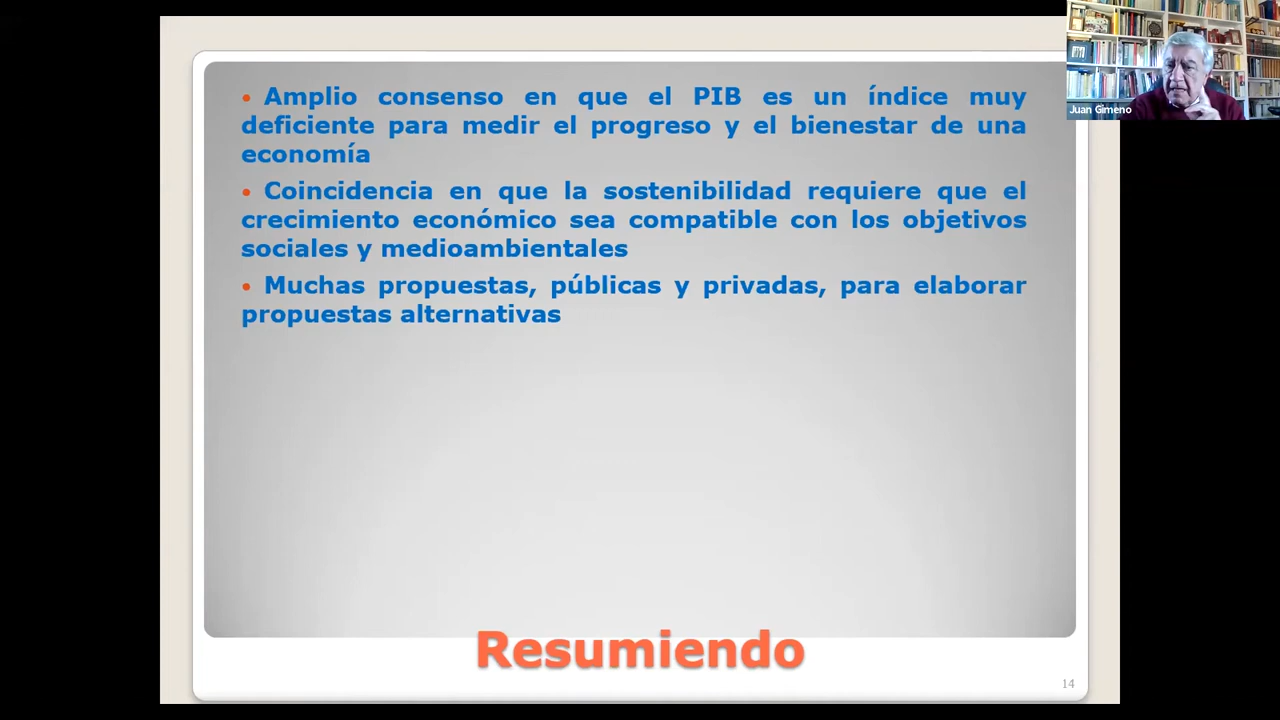 • Amplio consenso en que el PIB es un índice muy
deficiente para medir el progreso y el bienestar de una
economía
• Coincidencia en que la sostenibilidad requiere que el
crecimiento económico sea compatible con los objetivos
sociales y medioambientales
• Muchas propuestas, públicas y privadas, para elaborar
propuestas alternativas
Resumiendo
14
Juan Gimeno